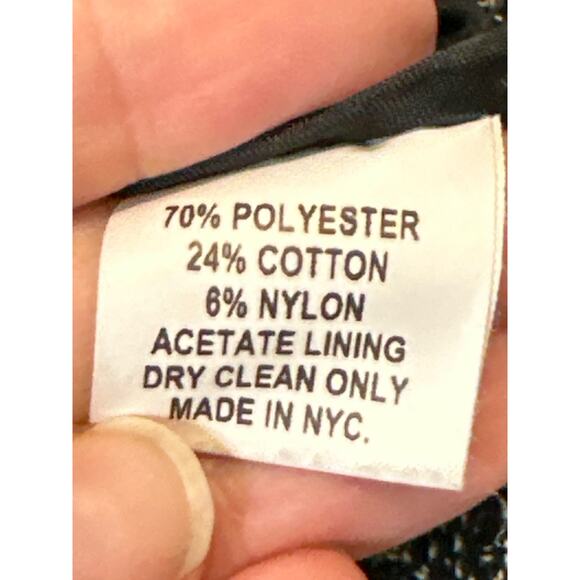 70% POLYESTER
24% COTTON
6% NYLON
ACETATE LINING
DRY CLEAN ONLY
MADE IN NYC.